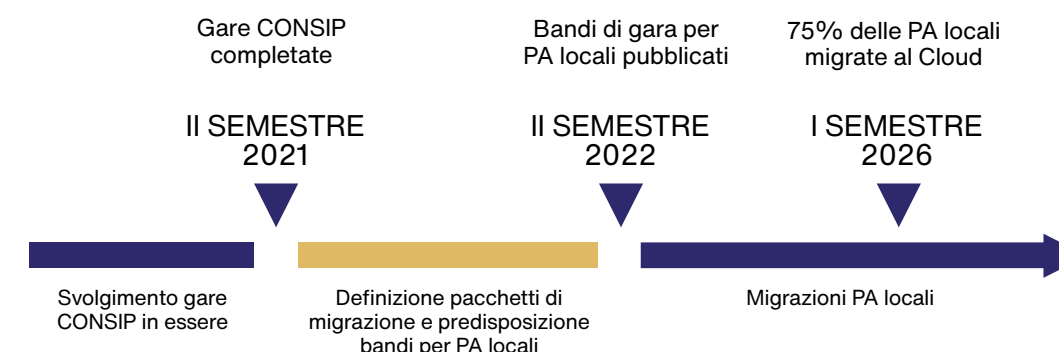 Gare CONSIP
completate
Bandi di gara per
PA locali pubblicati
75% delle PA locali
migrate al Cloud
II SEMESTRE
2021
II SEMESTRE
2022
I SEMESTRE
2026
Svolgimento gare
CONSIP in essere
Definizione pacchetti di
migrazione e predisposizione
bandi per PA locali
Migrazioni PA locali